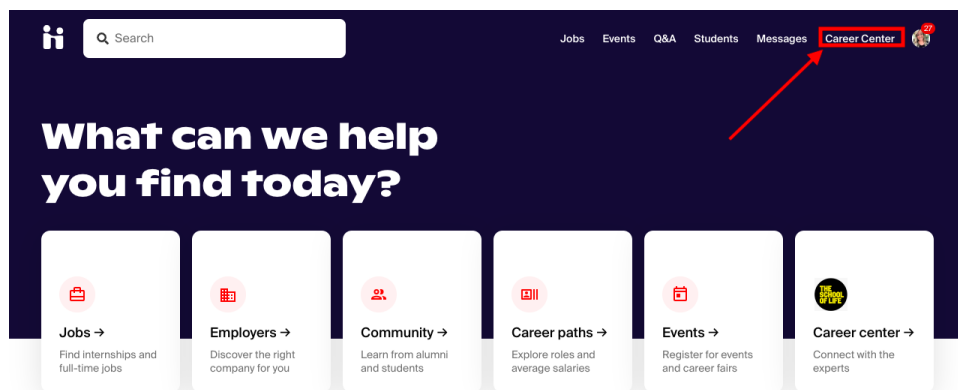 Search
Jobs Events Q&A Students Messages Career Center 27
What can we help
you find today?
Jobs →
Find internships and
full-time jobs
Employers →
Discover the right
company for you
Community →
Learn from alumni
and students
Career paths →
Explore roles and
average salaries
Events →
Register for events
and career fairs
THE
SCHOOL
OF LIFE
Career center →
Connect with the
experts